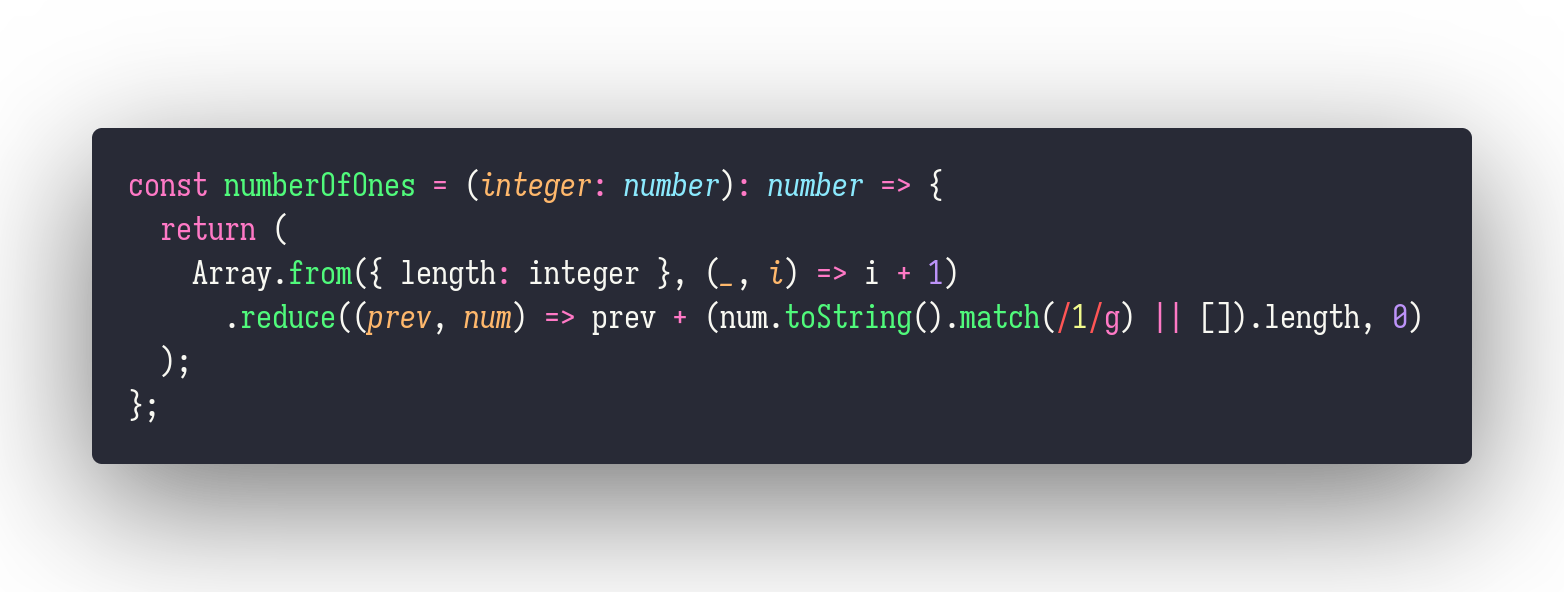 const numberOfOnes = (integer: number): number => {
  return (
    Array.from({ length: integer }, (_, i) => i + 1)
      .reduce((prev, num) => prev + (num.toString().match(/1/g) || []).length, 0)
  );
};